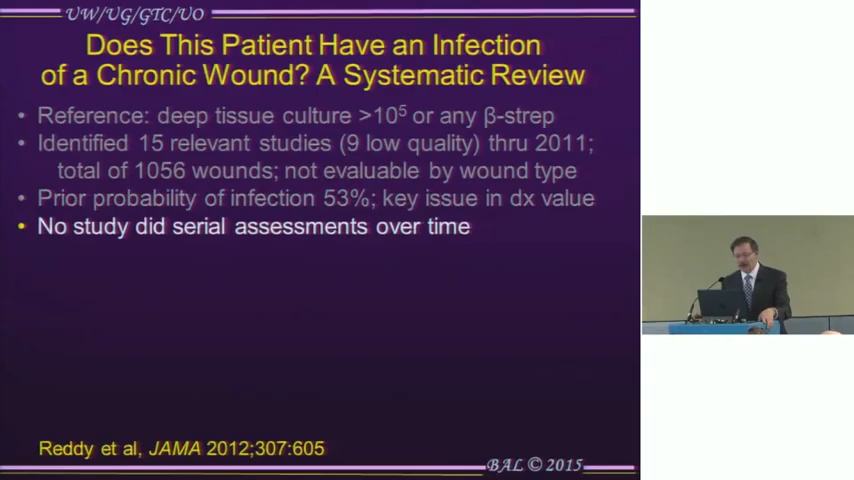 UW/UG/GTC/UO
Does This Patient Have an Infection
of a Chronic Wound? A Systematic Review
• Reference: deep tissue culture >10⁵ or any β-strep
• Identified 15 relevant studies (9 low quality) thru 2011;
total of 1056 wounds; not evaluable by wound type
• Prior probability of infection 53%; key issue in dx value
• No study did serial assessments over time
Reddy et al, JAMA 2012;307:605
BAL © 2015